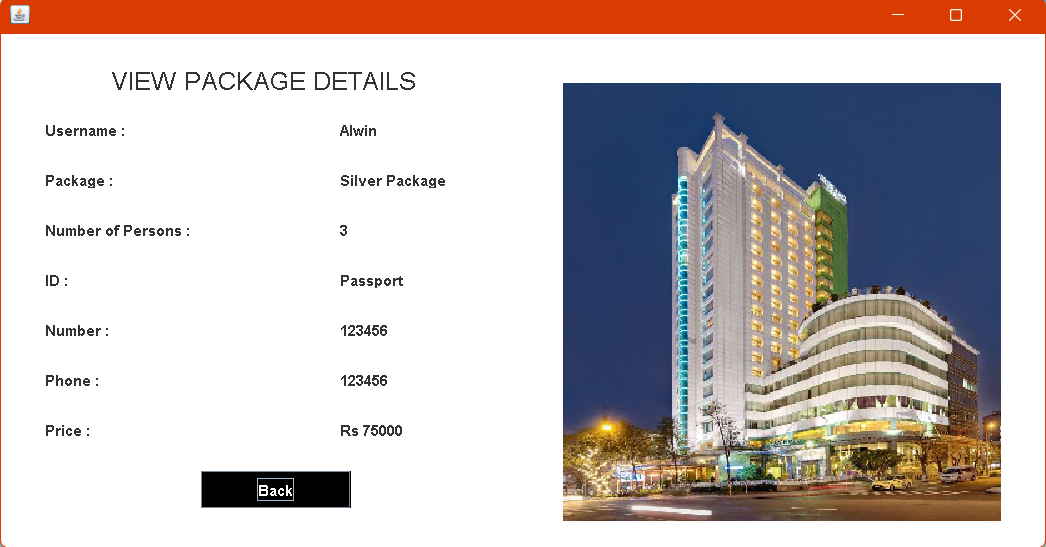 VIEW PACKAGE DETAILS
Username : Alwin
Package : Silver Package
Number of Persons : 3
ID : Passport
Number : 123456
Phone : 123456
Price : Rs 75000
Back